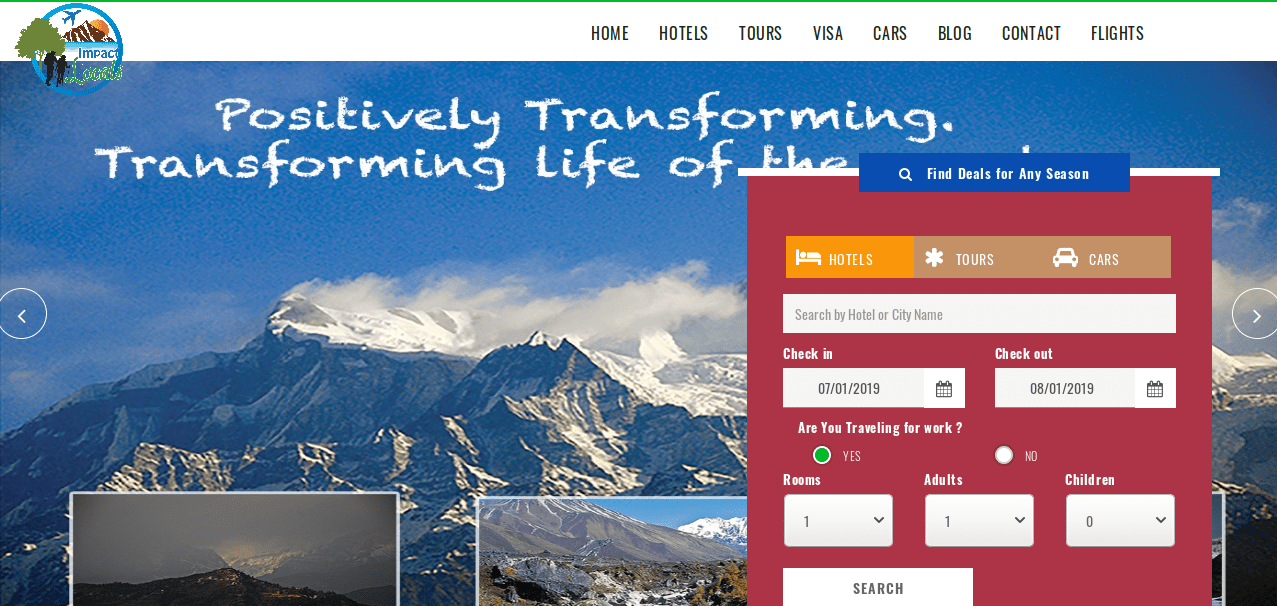 Impact
Locals
HOME HOTELS TOURS VISA CARS BLOG CONTACT FLIGHTS
Positively Transforming.
Transforming life of the
Find Deals for Any Season
HOTELS TOURS CARS
Search by Hotel or City Name
Check in Check out
07/01/2019 08/01/2019
Are You Traveling for work ?
YES NO
Rooms Adults Children
1 1 0
SEARCH